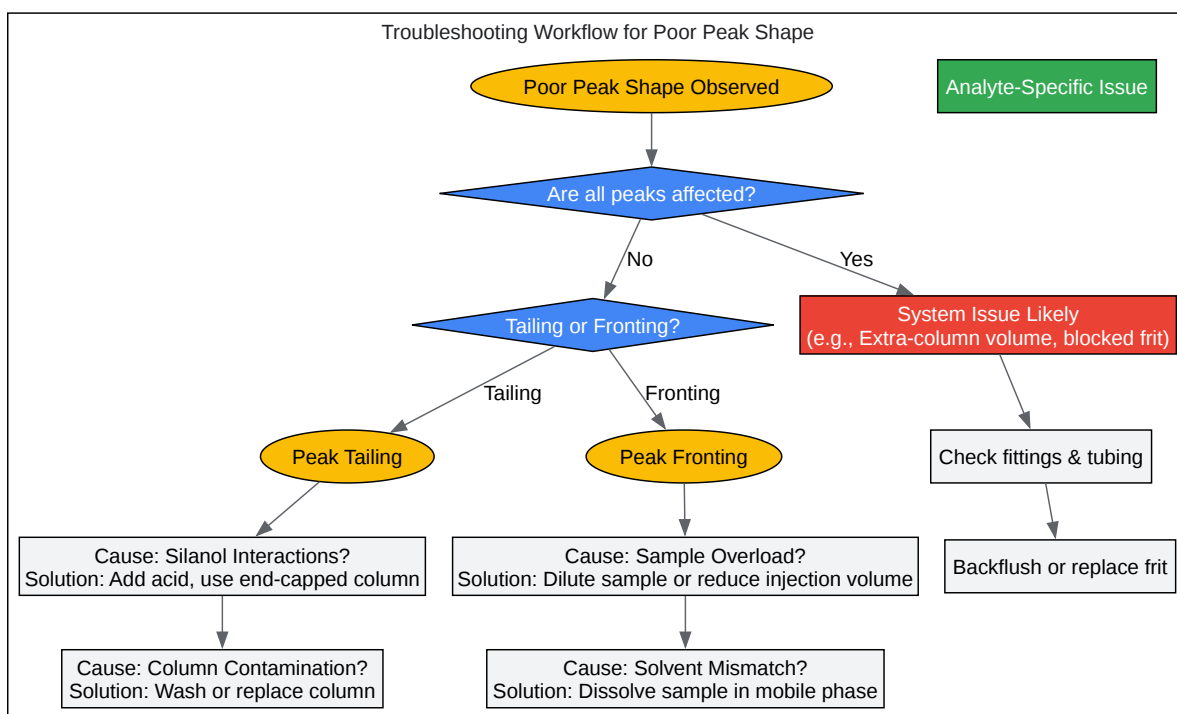 Troubleshooting Workflow for Poor Peak Shape
Poor Peak Shape Observed
Analyte-Specific Issue
Are all peaks affected?
No
Yes
Tailing or Fronting?
System Issue Likely
(e.g., Extra-column volume, blocked frit)
Tailing
Fronting
Peak Tailing
Peak Fronting
Check fittings & tubing
Cause: Silanol Interactions?
Solution: Add acid, use end-capped column
Cause: Sample Overload?
Solution: Dilute sample or reduce injection volume
Backflush or replace frit
Cause: Column Contamination?
Solution: Wash or replace column
Cause: Solvent Mismatch?
Solution: Dissolve sample in mobile phase